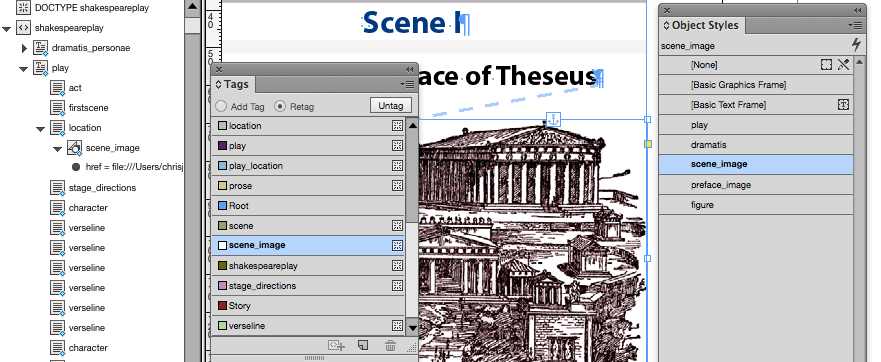 DOCTYPE shakespeareplay
shakespeareplay
dramatis_personae
play
act
firstscene
location
scene_image
href = file:///Users/chrisj
stage_directions
character
verseline
verseline
verseline
verseline
verseline
verseline
character
40
Scene I¶
ace of Theseus¶
Tags
Add Tag
Retag
Untag
location
play
play_location
prose
Root
scene
scene_image
shakespeareplay
stage_directions
Story
verseline
Object Styles
scene_image
[None]
[Basic Graphics Frame]
[Basic Text Frame]
play
dramatis
scene_image
preface_image
figure